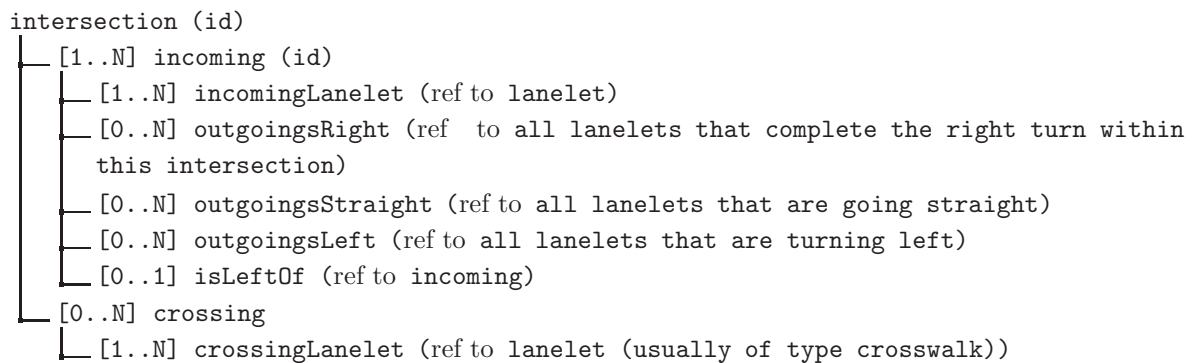 intersection (id)
[1..N] incoming (id)
[1..N] incomingLanelet (ref to lanelet)
[0..N] outgoingsRight (ref to all lanelets that complete the right turn within
this intersection)
[0..N] outgoingsStraight (ref to all lanelets that are going straight)
[0..N] outgoingsLeft (ref to all lanelets that are turning left)
[0..1] isLeftOf (ref to incoming)
[0..N] crossing
[1..N] crossingLanelet (ref to lanelet (usually of type crosswalk))